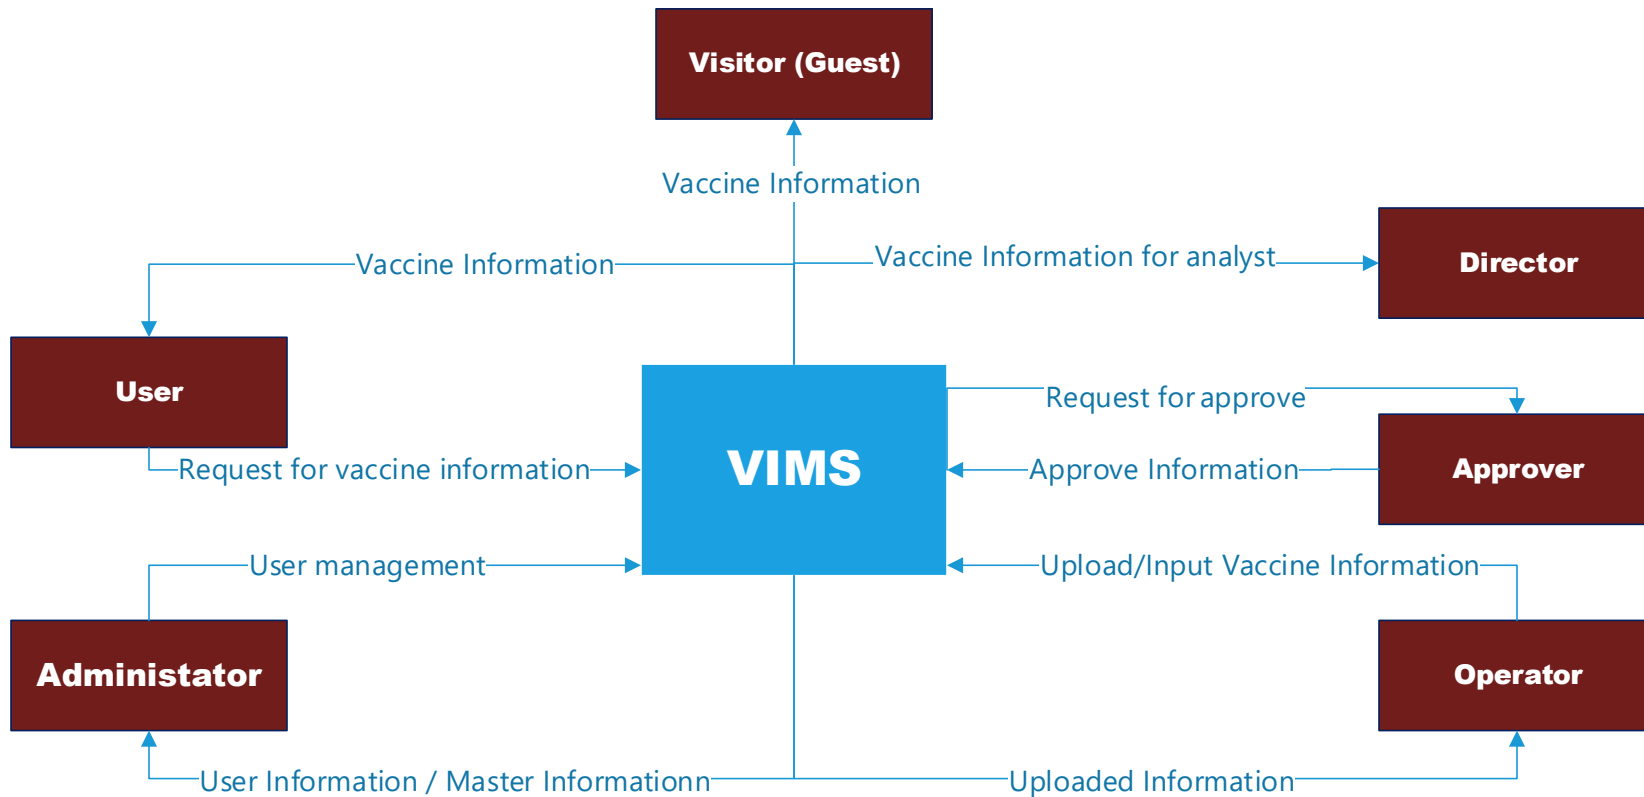 Visitor (Guest)
Vaccine Information
Vaccine Information
Vaccine Information for analyst
Director
User
Request for approve
VIMS
Request for vaccine information
Approve Information
Approver
User management
Upload/Input Vaccine Information
Administator
Operator
User Information / Master Informationn
Uploaded Information